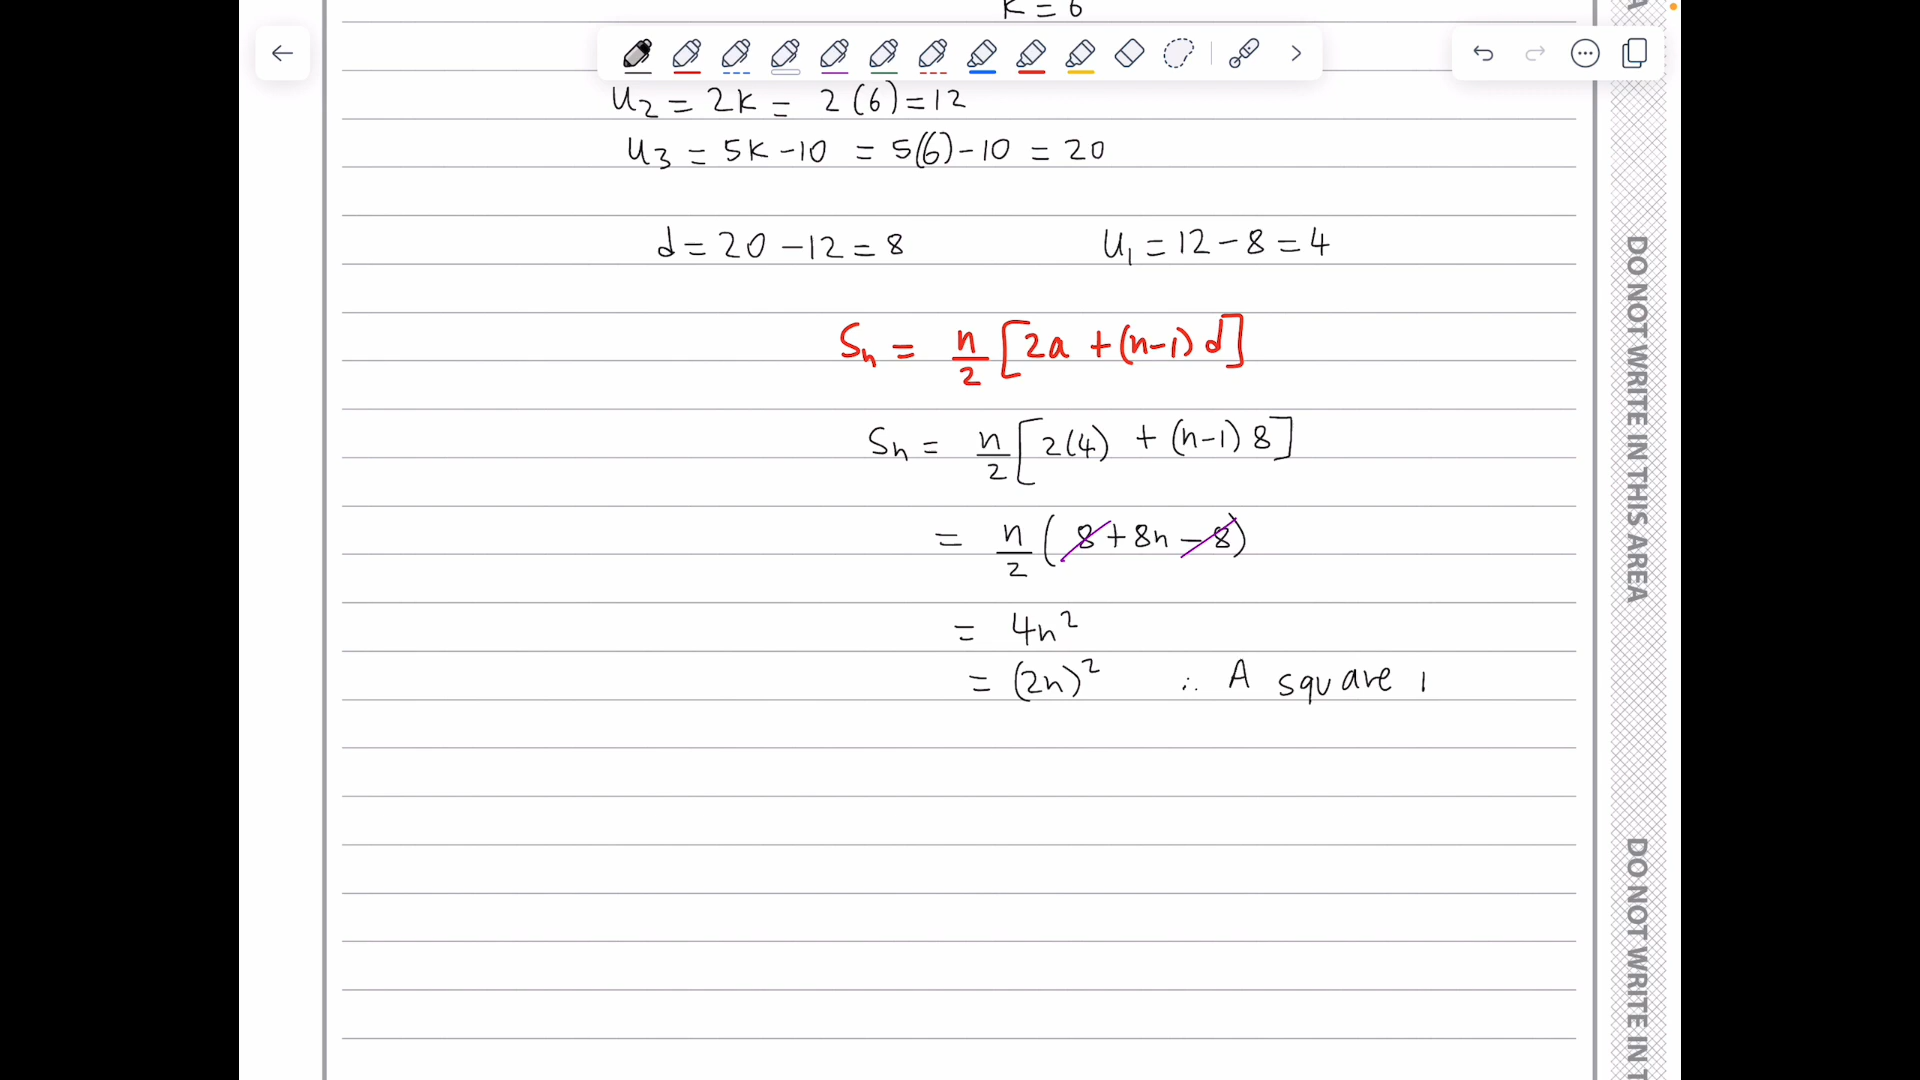 K = 6
U₂ = 2K = 2(6) = 12
U₃ = 5K - 10 = 5(6) - 10 = 20
d = 20 - 12 = 8 U₁ = 12 - 8 = 4
Sₙ = n/2 [2a + (n-1) d]
Sₙ = n/2 [2(4) + (n-1) 8]
= n/2 (8 + 8n - 8)
= 4n²
= (2n)² ∴ A square
DO NOT WRITE IN THIS AREA
DO NOT WRITE IN T